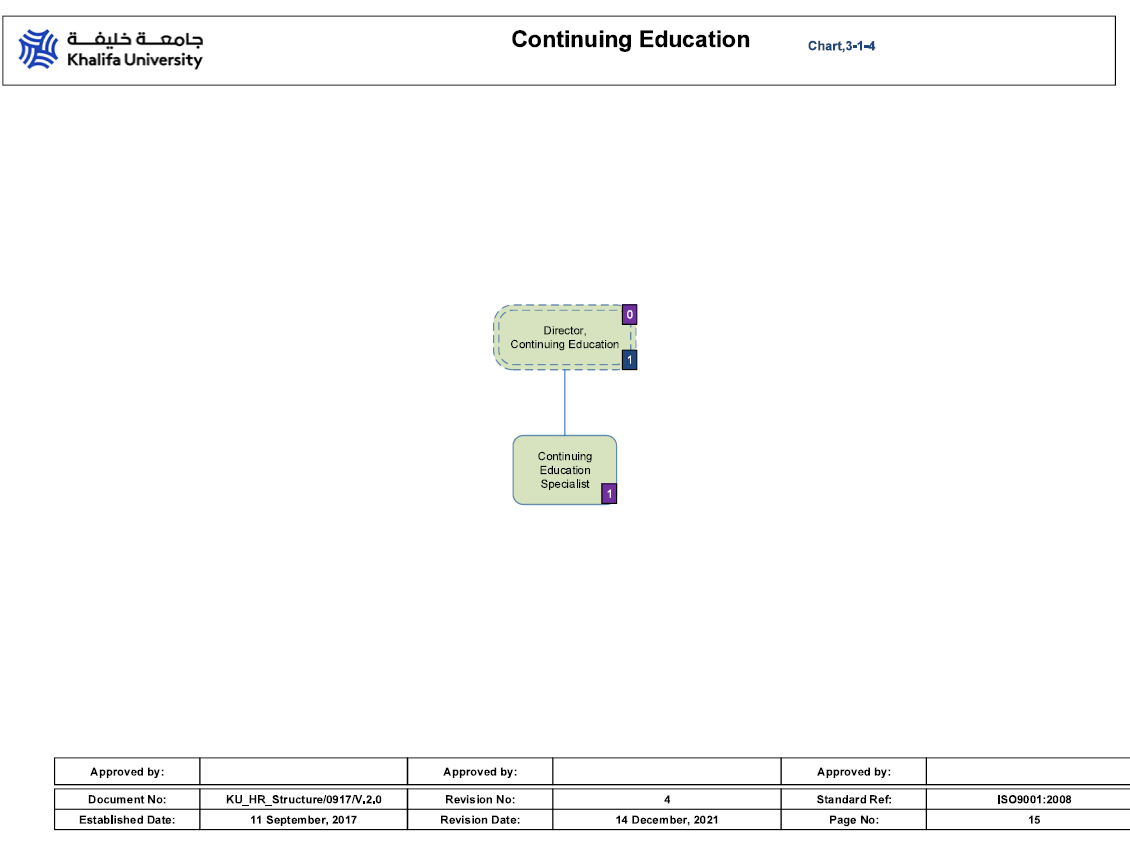 جامعة خليفة
Khalifa University
Continuing Education
Chart,3-1-4
0
Director,
Continuing Education
1
Continuing
Education
Specialist
1
Approved by: Approved by: Approved by:
Document No: KU_HR_Structure/0917/V.2.0 Revision No: 4 Standard Ref: ISO9001:2008
Established Date: 11 September, 2017 Revision Date: 14 December, 2021 Page No: 15